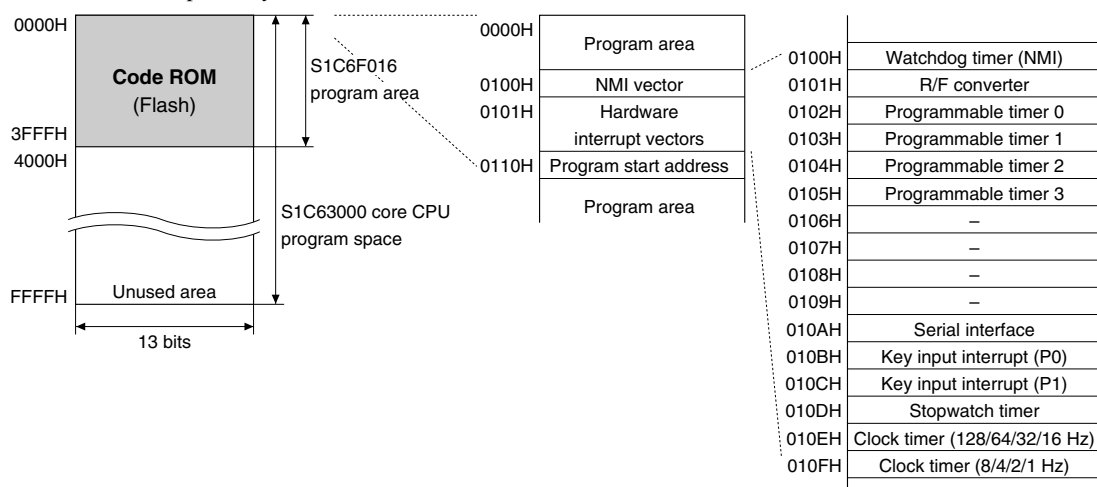 0000H
Code ROM
(Flash)
3FFFH
4000H
FFFFH
Unused area
13 bits
S1C6F016
program area
S1C63000 core CPU
program space
0000H
Program area
0100H NMI vector
0101H Hardware
interrupt vectors
0110H Program start address
Program area
0100H Watchdog timer (NMI)
0101H R/F converter
0102H Programmable timer 0
0103H Programmable timer 1
0104H Programmable timer 2
0105H Programmable timer 3
0106H –
0107H –
0108H –
0109H –
010AH Serial interface
010BH Key input interrupt (P0)
010CH Key input interrupt (P1)
010DH Stopwatch timer
010EH Clock timer (128/64/32/16 Hz)
010FH Clock timer (8/4/2/1 Hz)